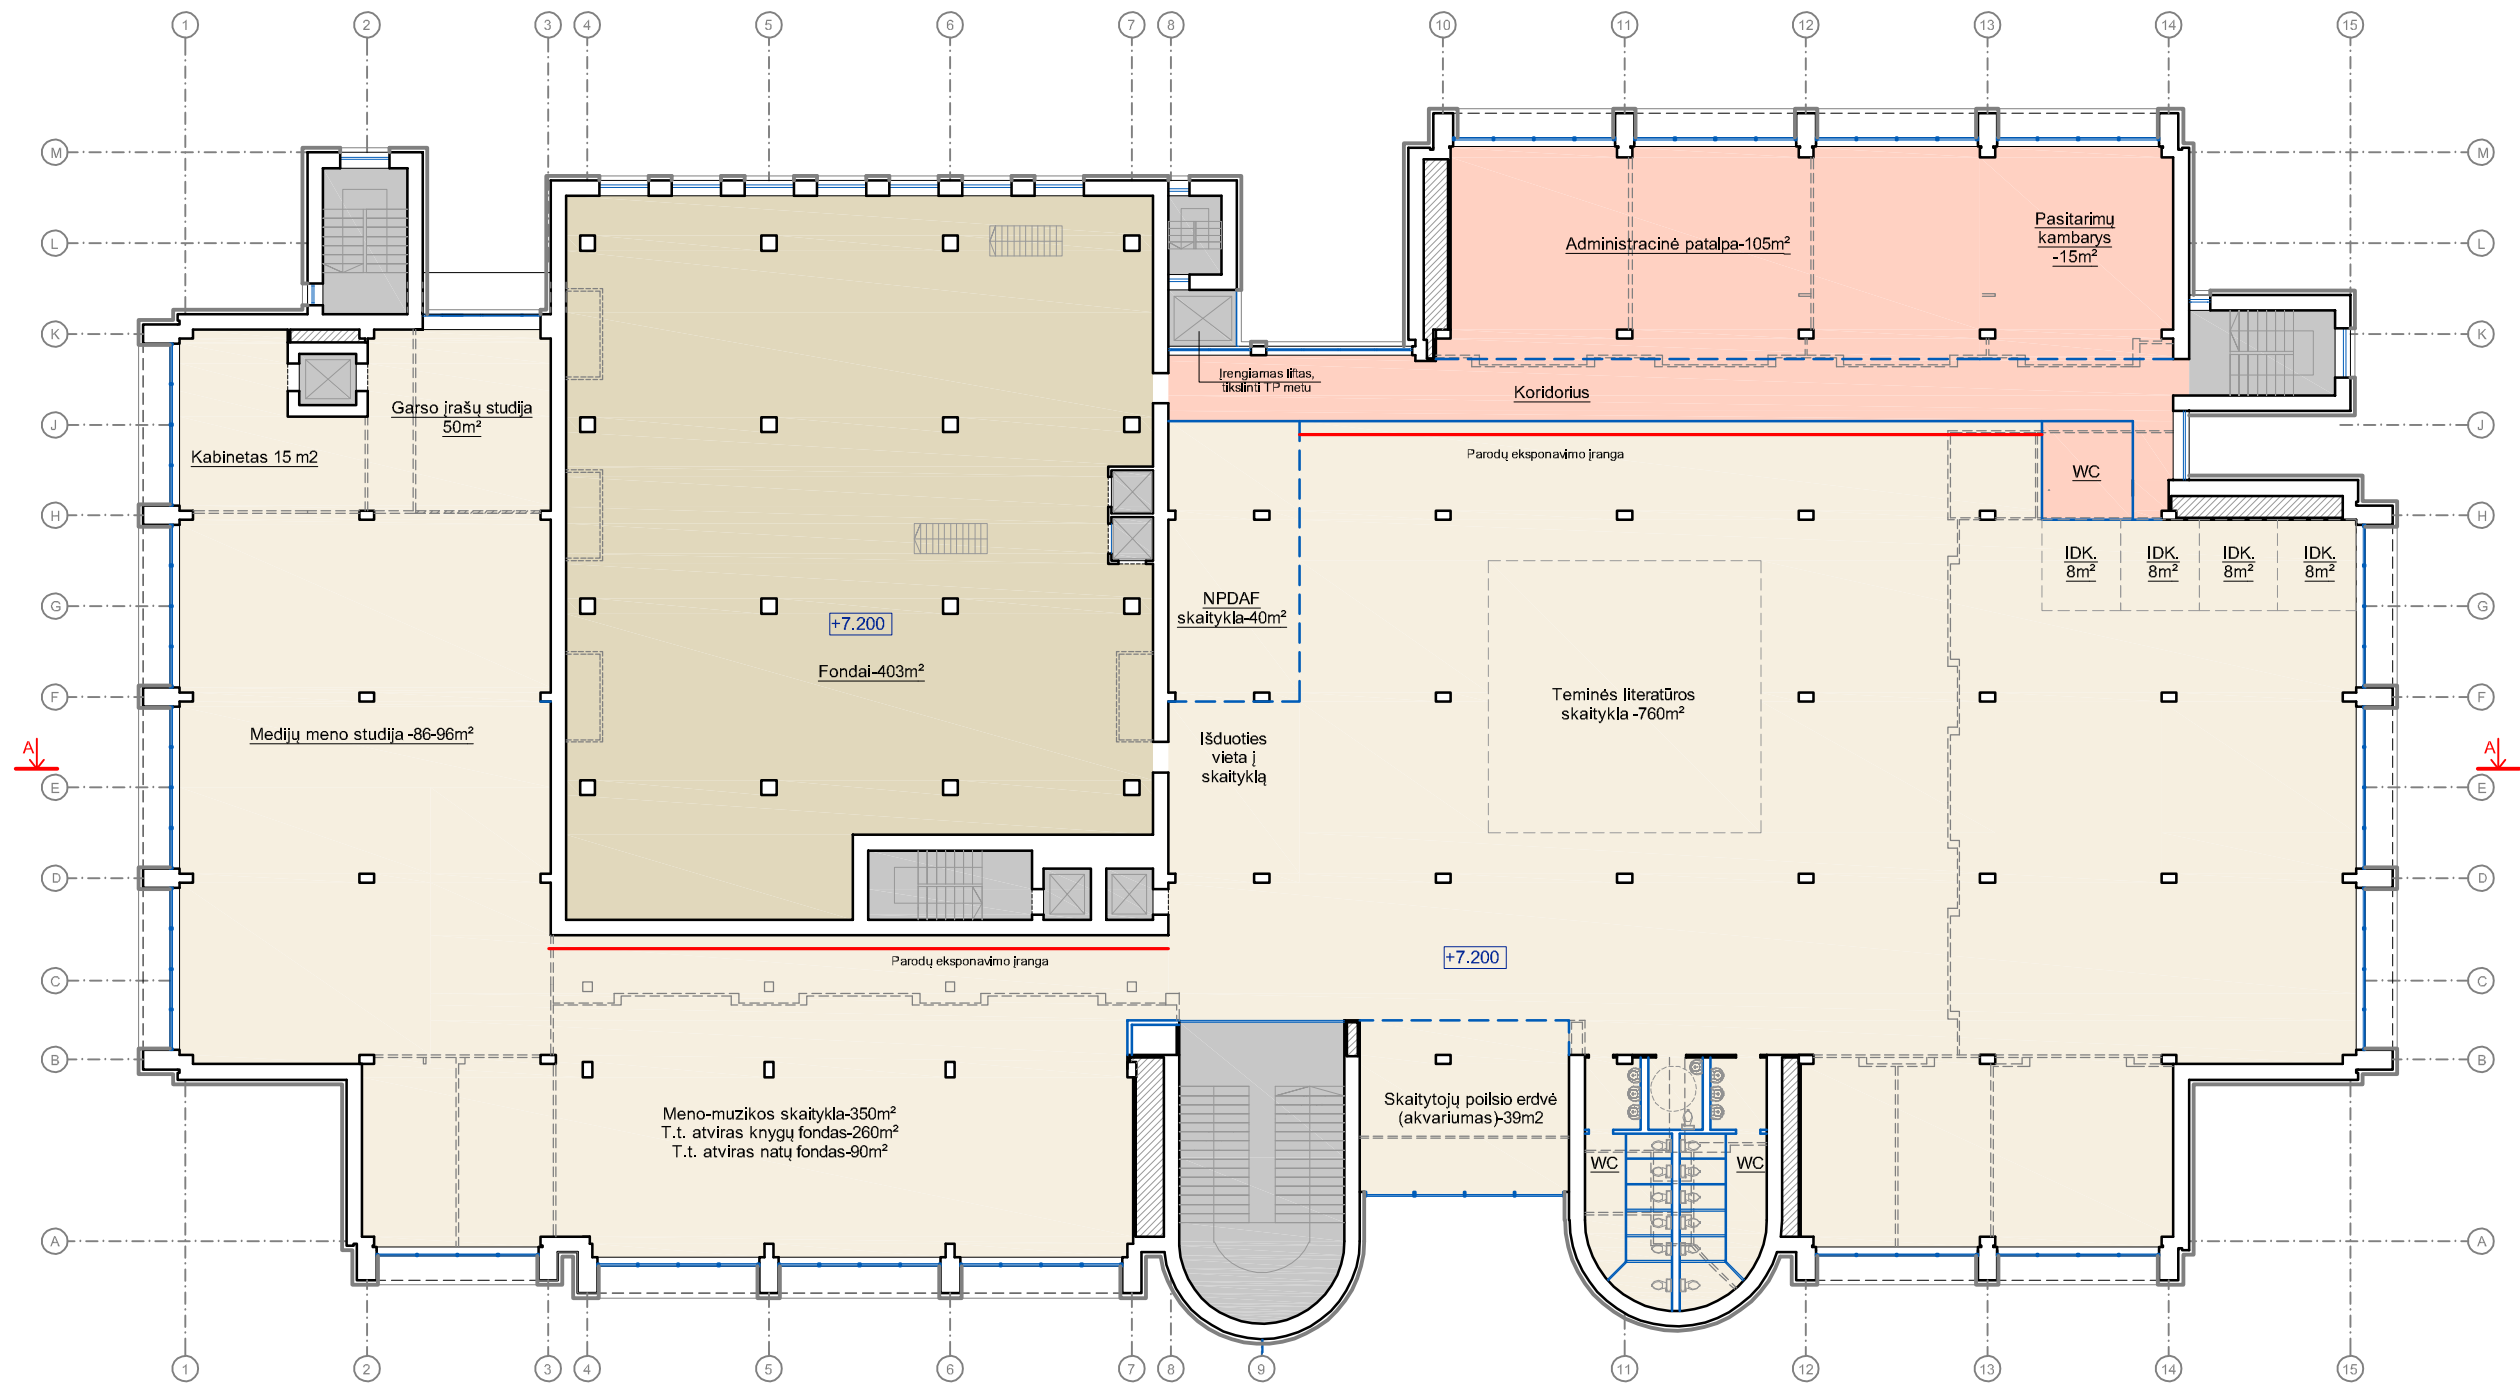 1 2 3 4 5 6 7 8 10 11 12 13 14 15
M M
L L
K K
J J
H H
G G
F F
E E
D D
C C
B B
A A
Pasitarimų
kambarys
-15m²
Administracinė patalpa-105m²
Įrengiamas liftas,
tikslinti TP metu
Koridorius
Garso įrašų studija
50m²
Kabinetas 15 m2
Parodų eksponavimo įranga
WC
IDK.
8m²
IDK.
8m²
IDK.
8m²
IDK.
8m²
NPDAF
skaitykla-40m²
+7.200
Fondai-403m²
Teminės literatūros
skaitykla -760m²
Medijų meno studija -86-96m²
Išduoties
vieta į
skaityklą
A
A
Parodų eksponavimo įranga
+7.200
Meno-muzikos skaitykla-350m²
T.t. atviras knygų fondas-260m²
T.t. atviras natų fondas-90m²
Skaitytojų poilsio erdvė
(akvariumas)-39m2
WC
WC
1 2 3 4 5 6 7 8 9 11 12 13 14 15